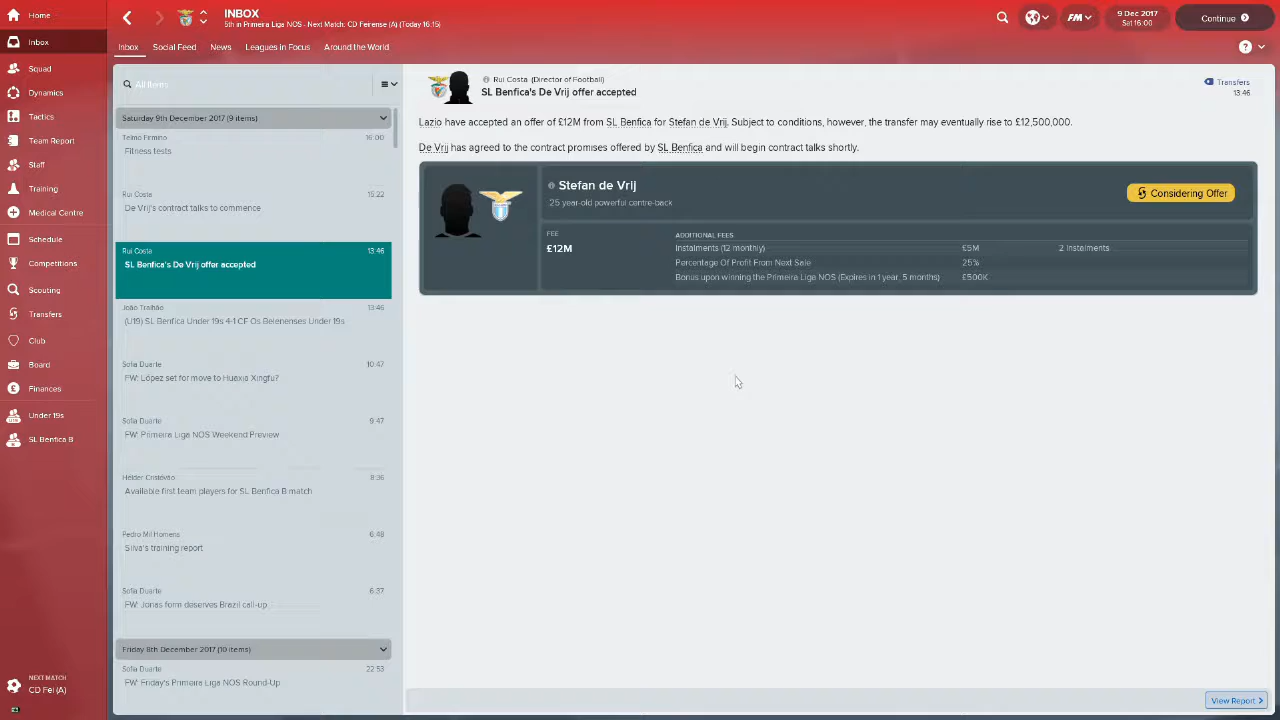 Home
Inbox
Squad
Dynamics
Tactics
Team Report
Staff
Training
Medical Centre
Schedule
Competitions
Scouting
Transfers
Club
Board
Finances
Under 19s
SL Benfica B
NEXT MATCH
CD Fei (A)
INBOX
5th in Primeira Liga NOS - Next Match: CD Feirense (A) (Today 16:15)
FM
9 Dec 2017
Sat 16:00
Continue
Inbox Social Feed News Leagues in Focus Around the World
?
All Items
Saturday 9th December 2017 (9 items)
Telmo Firmino 16:00
Fitness tests
Rui Costa 15:22
De Vrij's contract talks to commence
Rui Costa 13:46
SL Benfica's De Vrij offer accepted
João Tralhão 13:46
(U19) SL Benfica Under 19s 4-1 CF Os Belenenses Under 19s
Sofia Duarte 10:47
FW: López set for move to Huaxia Xingfu?
Sofia Duarte 9:47
FW: Primeira Liga NOS Weekend Preview
Hélder Cristóvão 8:36
Available first team players for SL Benfica B match
Pedro Mil Homens 6:48
Silva's training report
Sofia Duarte 6:37
FW: Jonas form deserves Brazil call-up
Friday 8th December 2017 (10 items)
Sofia Duarte 22:53
FW: Friday's Primeira Liga NOS Round-Up
Rui Costa (Director of Football)
SL Benfica's De Vrij offer accepted
Transfers
13:46
Lazio have accepted an offer of £12M from SL Benfica for Stefan de Vrij. Subject to conditions, however, the transfer may eventually rise to £12,500,000.
De Vrij has agreed to the contract promises offered by SL Benfica and will begin contract talks shortly.
Stefan de Vrij
25 year-old powerful centre-back
Considering Offer
FEE
£12M
ADDITIONAL FEES
Instalments (12 monthly) £5M 2 Instalments
Percentage Of Profit From Next Sale 25%
Bonus upon winning the Primeira Liga NOS (Expires in 1 year, 5 months) £500K
View Report